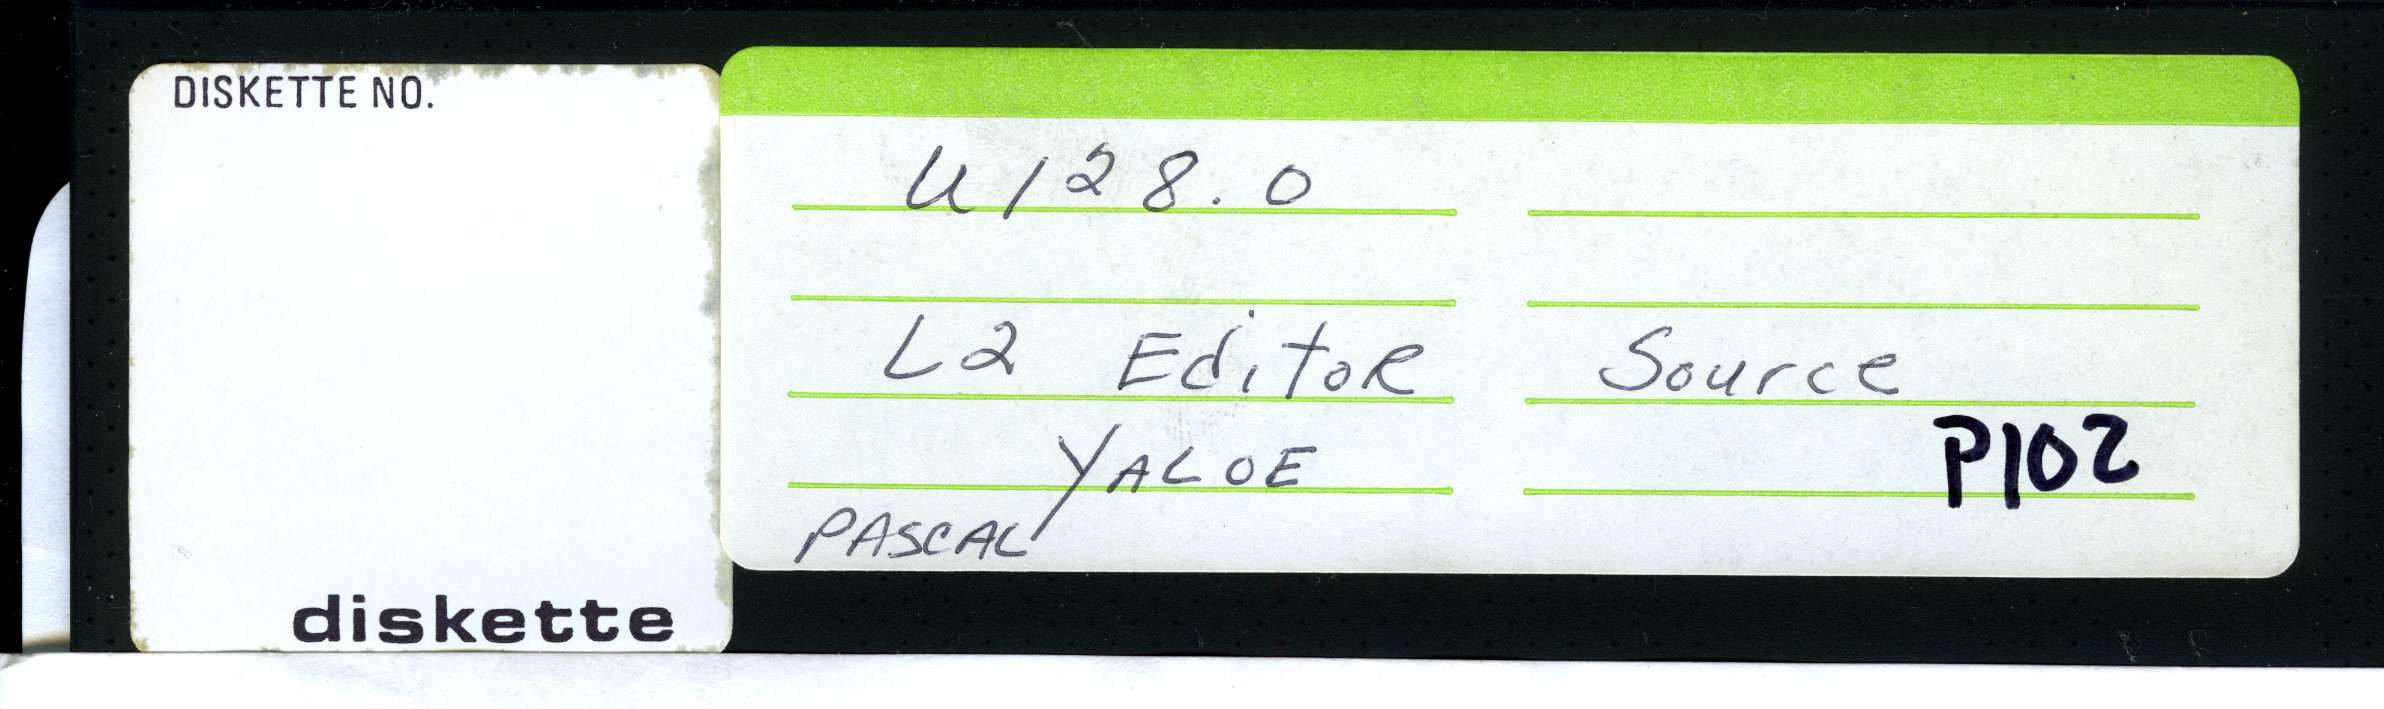 DISKETTE NO.
diskette
U128.0
L2 Editor Source
YALOE
P102
PASCAL